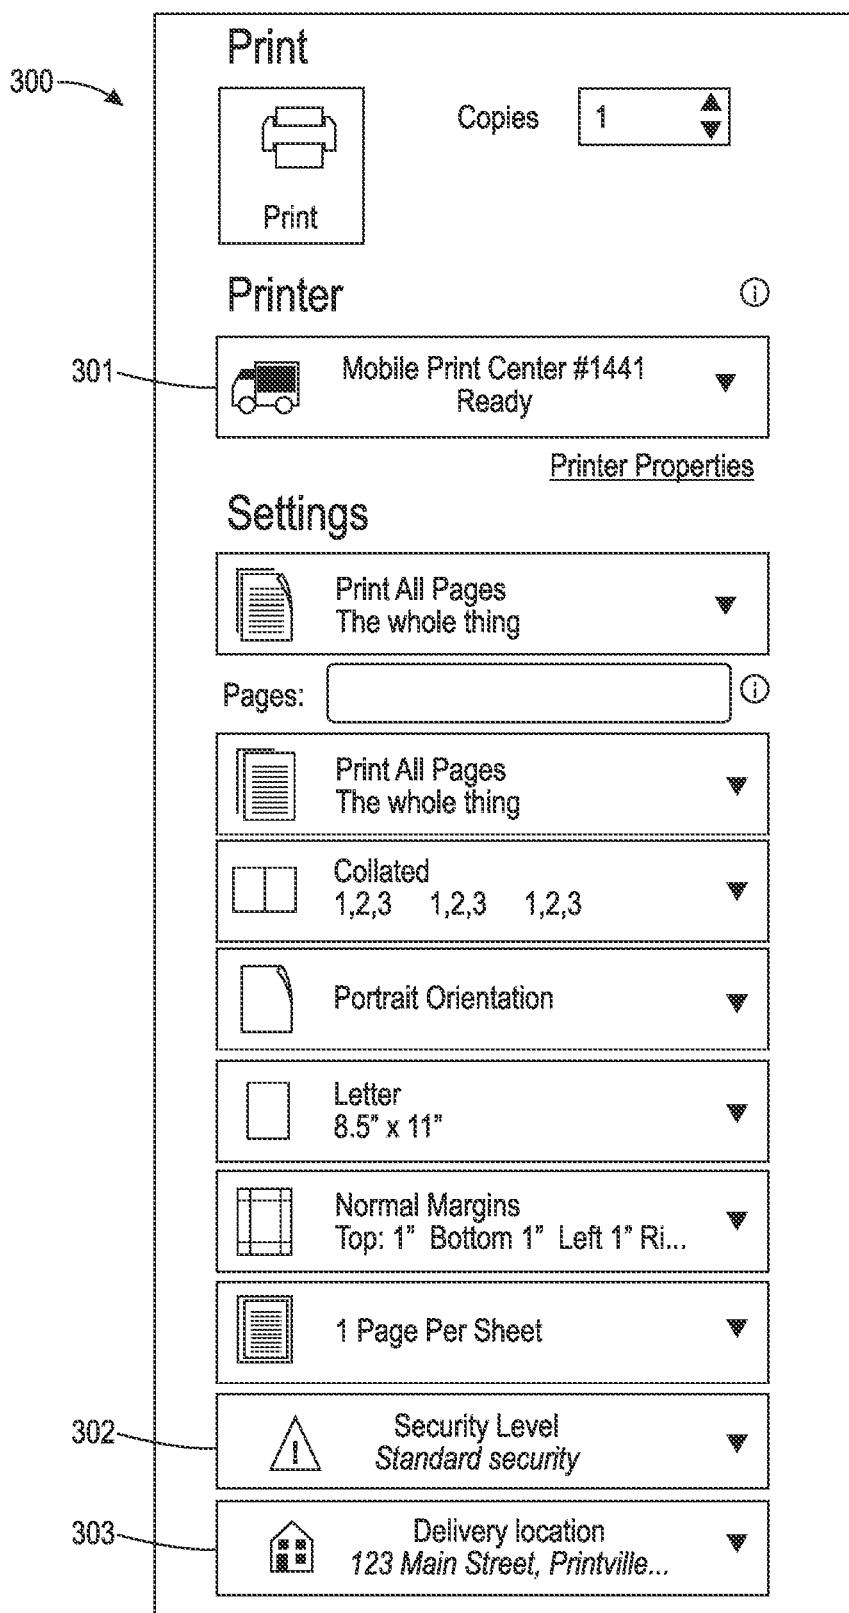 Print
300
Copies 1
Print
Printer
301
Mobile Print Center #1441
Ready
Printer Properties
Settings
Print All Pages
The whole thing
Pages:
Print All Pages
The whole thing
Collated
1,2,3 1,2,3 1,2,3
Portrait Orientation
Letter
8.5” x 11”
Normal Margins
Top: 1” Bottom 1” Left 1” Ri...
1 Page Per Sheet
302
Security Level
Standard security
303
Delivery location
123 Main Street, Printville...